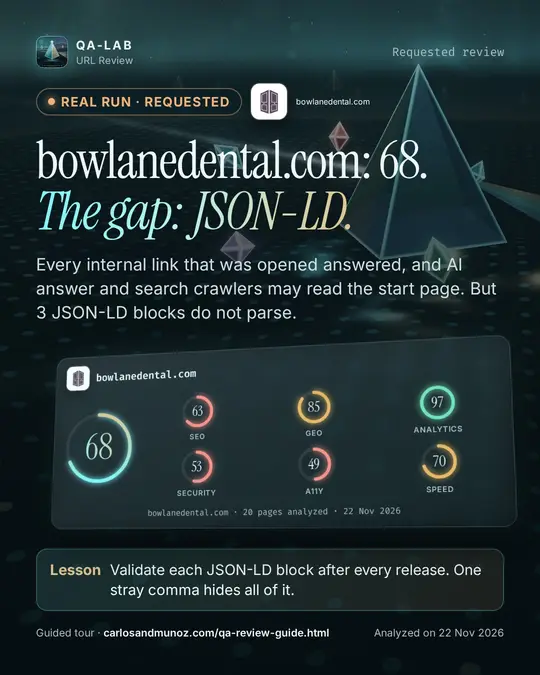 QA-LAB
URL Review
Requested review
REAL RUN · REQUESTED
bowlanedental.com
bowlanedental.com: 68.
The gap: JSON-LD.
Every internal link that was opened answered, and AI
answer and search crawlers may read the start page. But
3 JSON-LD blocks do not parse.
bowlanedental.com
68
63
SEO
85
GEO
97
ANALYTICS
53
SECURITY
49
A11Y
70
SPEED
bowlanedental.com · 20 pages analyzed · 22 Nov 2026
Lesson
Validate each JSON-LD block after every release. One
stray comma hides all of it.
Guided tour · carlosandmunoz.com/qa-review-guide.html
Analyzed on 22 Nov 2026